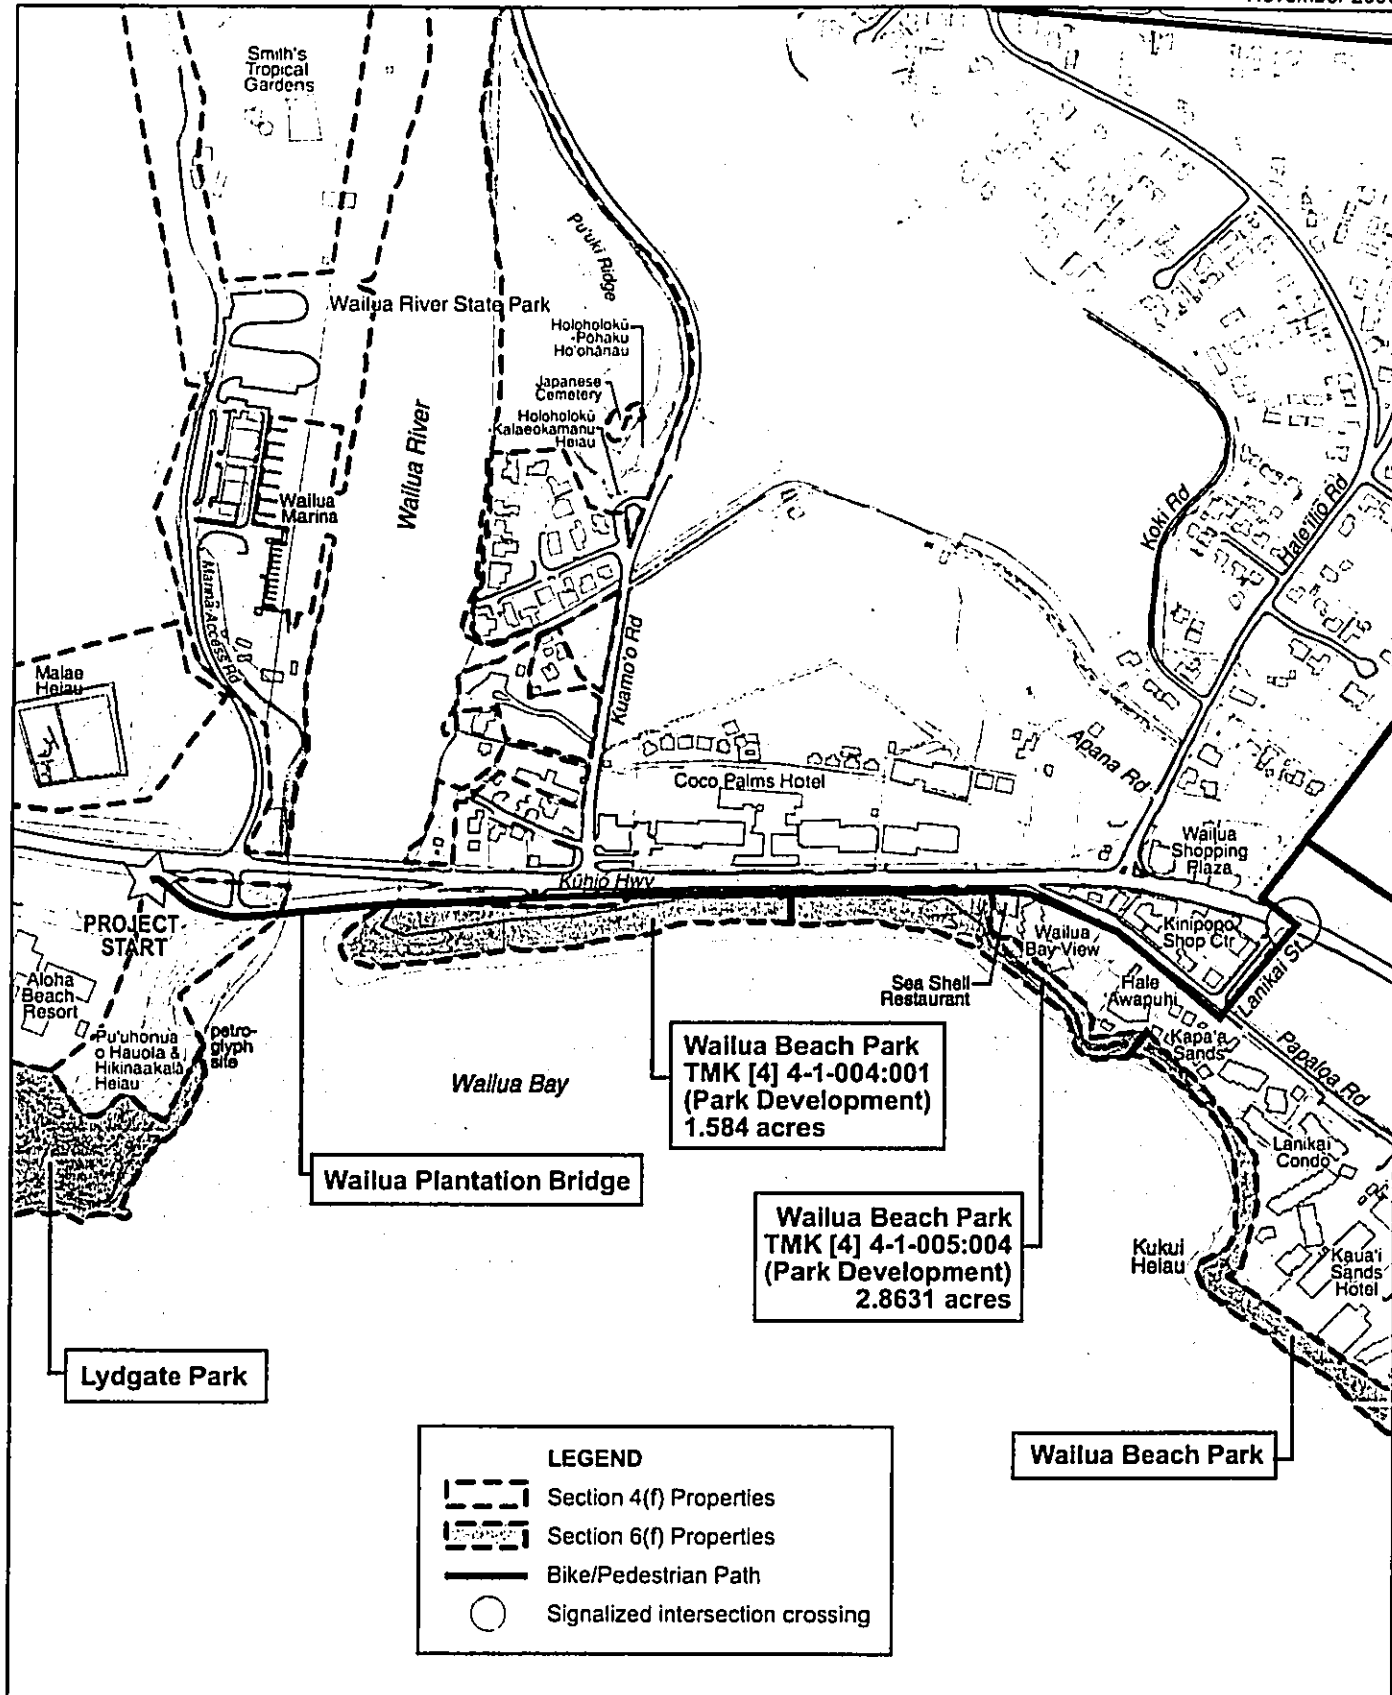 Smith's
Tropical
Gardens
Wailua River State Park
Pu'uki Ridge
Holoholokū
-Pōhaku
Ho'ohānau
Japanese
Cemetery
Holoholokū
-Kalaeokamanu
Heiau
Wailua River
Wailua
Marina
Marina Access Rd
Malae
Heiau
Kuamo'o Rd
Koki Rd
Hale'ilio Rd
Apana Rd
Coco Palms Hotel
Wailua
Shopping
Plaza
Kūhiō Hwy
PROJECT
START
Aloha
Beach
Resort
Pu'uhonua
o Hauola &
Hikinaakalā
Heiau
petro-
glyph
site
Wailua Bay
Sea Shell
Restaurant
Wailua
Bay View
Kinipopo
Shop Ctr
Lanikai St
Hale
Awapuhi
Kapa'a
Sands
Papaloa Rd
Lanikai
Condo
Kukui
Heiau
Kaua'i
Sands
Hotel
Wailua Beach Park
TMK [4] 4-1-004:001
(Park Development)
1.584 acres
Wailua Plantation Bridge
Wailua Beach Park
TMK [4] 4-1-005:004
(Park Development)
2.8631 acres
Lydgate Park
Wailua Beach Park
LEGEND
Section 4(f) Properties
Section 6(f) Properties
Bike/Pedestrian Path
Signalized intersection crossing